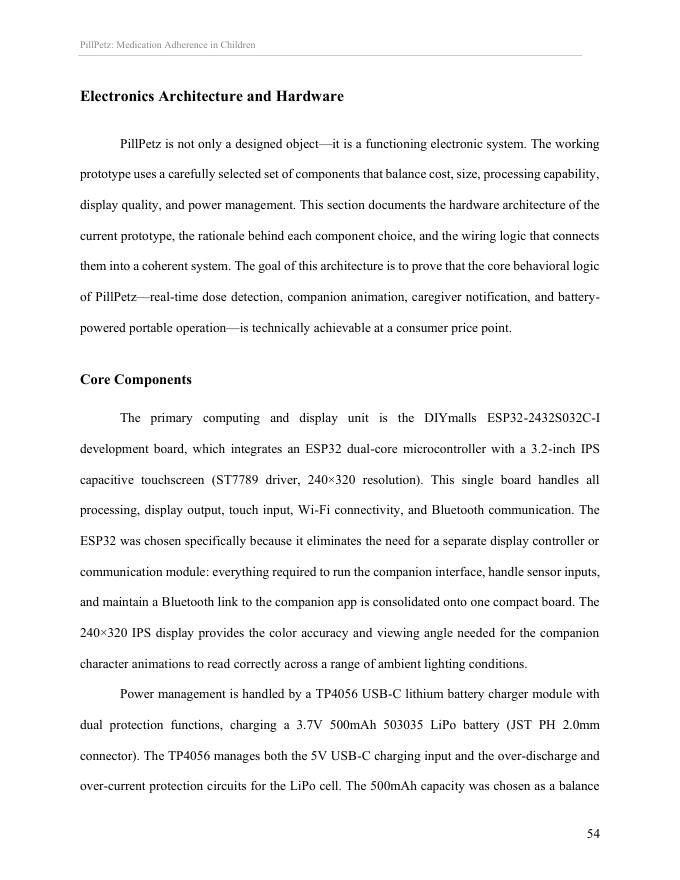 PillPetz: Medication Adherence in Children
Electronics Architecture and Hardware
PillPetz is not only a designed object—it is a functioning electronic system. The working
prototype uses a carefully selected set of components that balance cost, size, processing capability,
display quality, and power management. This section documents the hardware architecture of the
current prototype, the rationale behind each component choice, and the wiring logic that connects
them into a coherent system. The goal of this architecture is to prove that the core behavioral logic
of PillPetz—real-time dose detection, companion animation, caregiver notification, and battery-
powered portable operation—is technically achievable at a consumer price point.
Core Components
The primary computing and display unit is the DIYmalls ESP32-2432S032C-I
development board, which integrates an ESP32 dual-core microcontroller with a 3.2-inch IPS
capacitive touchscreen (ST7789 driver, 240×320 resolution). This single board handles all
processing, display output, touch input, Wi-Fi connectivity, and Bluetooth communication. The
ESP32 was chosen specifically because it eliminates the need for a separate display controller or
communication module: everything required to run the companion interface, handle sensor inputs,
and maintain a Bluetooth link to the companion app is consolidated onto one compact board. The
240×320 IPS display provides the color accuracy and viewing angle needed for the companion
character animations to read correctly across a range of ambient lighting conditions.
Power management is handled by a TP4056 USB-C lithium battery charger module with
dual protection functions, charging a 3.7V 500mAh 503035 LiPo battery (JST PH 2.0mm
connector). The TP4056 manages both the 5V USB-C charging input and the over-discharge and
over-current protection circuits for the LiPo cell. The 500mAh capacity was chosen as a balance
54